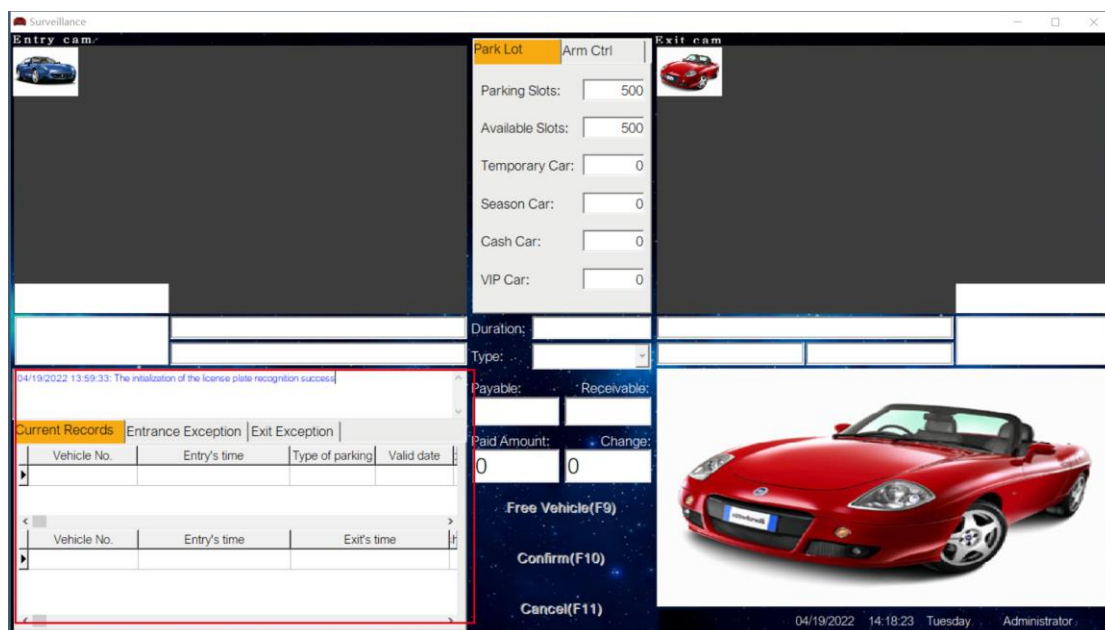 Surveillance
Entry cam
Park Lot
Arm Ctrl
Parking Slots: 500
Available Slots: 500
Temporary Car: 0
Season Car: 0
Cash Car: 0
VIP Car: 0
Exit cam
Duration:
Type:
Payable: Receivable:
Paid Amount: Change:
0 0
Free Vehicle(F9)
Confirm(F10)
Cancel(F11)
04/19/2022 13:59:33: The initialization of the license plate recognition success
Current Records Entrance Exception Exit Exception
Vehicle No. Entry's time Type of parking Valid date
Vehicle No. Entry's time Exit's time
04/19/2022 14:18:23 Tuesday Administrator